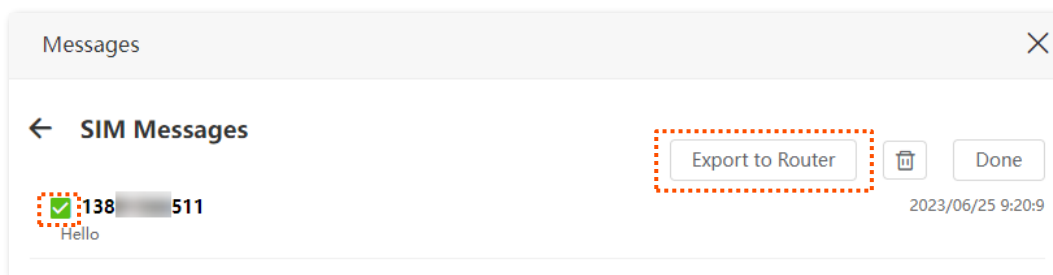 Messages
SIM Messages
Export to Router
Done
138 511
2023/06/25 9:20:9
Hello